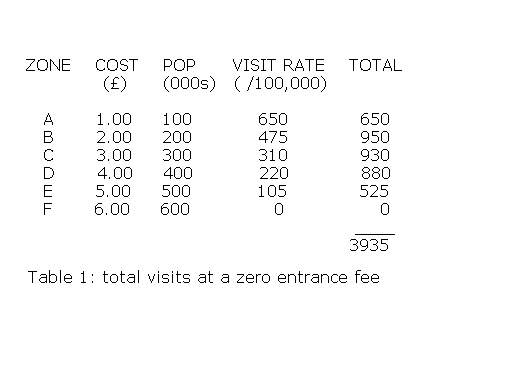 ZONE COST POP VISIT RATE TOTAL
(£) (000s) ( /100,000)
A 1.00 100 650 650
B 2.00 200 475 950
C 3.00 300 310 930
D 4.00 400 220 880
E 5.00 500 105 525
F 6.00 600 0 0
3935
Table 1: total visits at a zero entrance fee